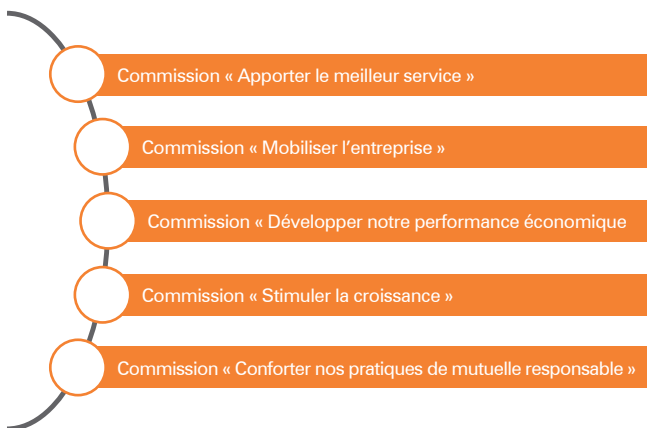 Commission « Apporter le meilleur service »
Commission « Mobiliser l’entreprise »
Commission « Développer notre performance économique
Commission « Stimuler la croissance »
Commission « Conforter nos pratiques de mutuelle responsable »